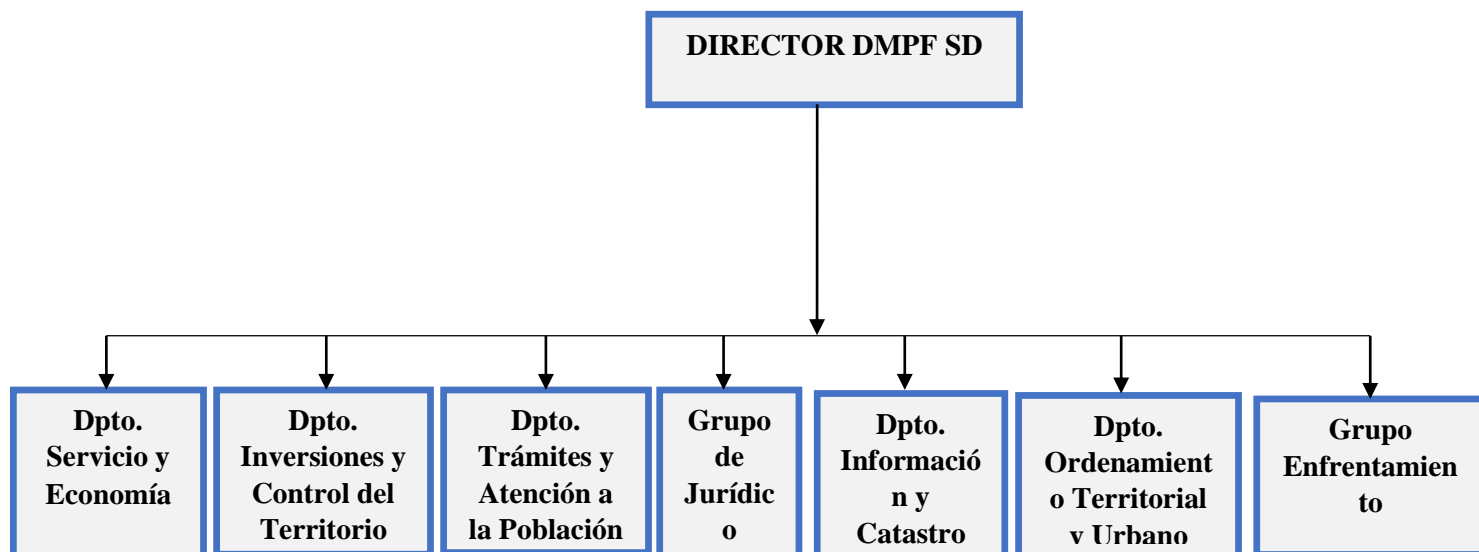 DIRECTOR DMPF SD
Dpto.
Servicio y
Economía
Dpto.
Inversiones y
Control del
Territorio
Dpto.
Trámites y
Atención a
la Población
Grupo
de
Jurídic
o
Dpto.
Informació
n y
Catastro
Dpto.
Ordenamient
o Territorial
y Urbano
Grupo
Enfrentamien
to